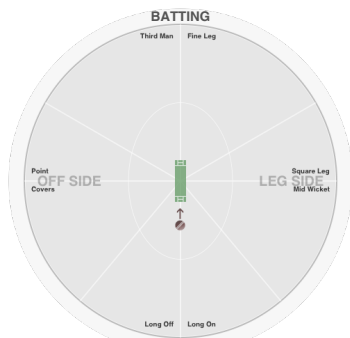 BATTING
Third Man Fine Leg
Point Square Leg
OFF SIDE LEG SIDE
Covers Mid Wicket
Long Off Long On